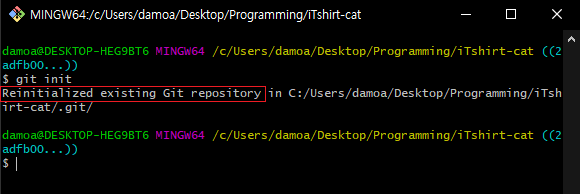 MINGW64:/c/Users/damoa/Desktop/Programming/iTshirt-cat
damoa@DESKTOP-HEG9BT6 MINGW64 /c/Users/damoa/Desktop/Programming/iTshirt-cat ((2
adfb00...))
$ git init
Reinitialized existing Git repository in C:/Users/damoa/Desktop/Programming/iTsh
irt-cat/.git/
damoa@DESKTOP-HEG9BT6 MINGW64 /c/Users/damoa/Desktop/Programming/iTshirt-cat ((2
adfb00...))
$